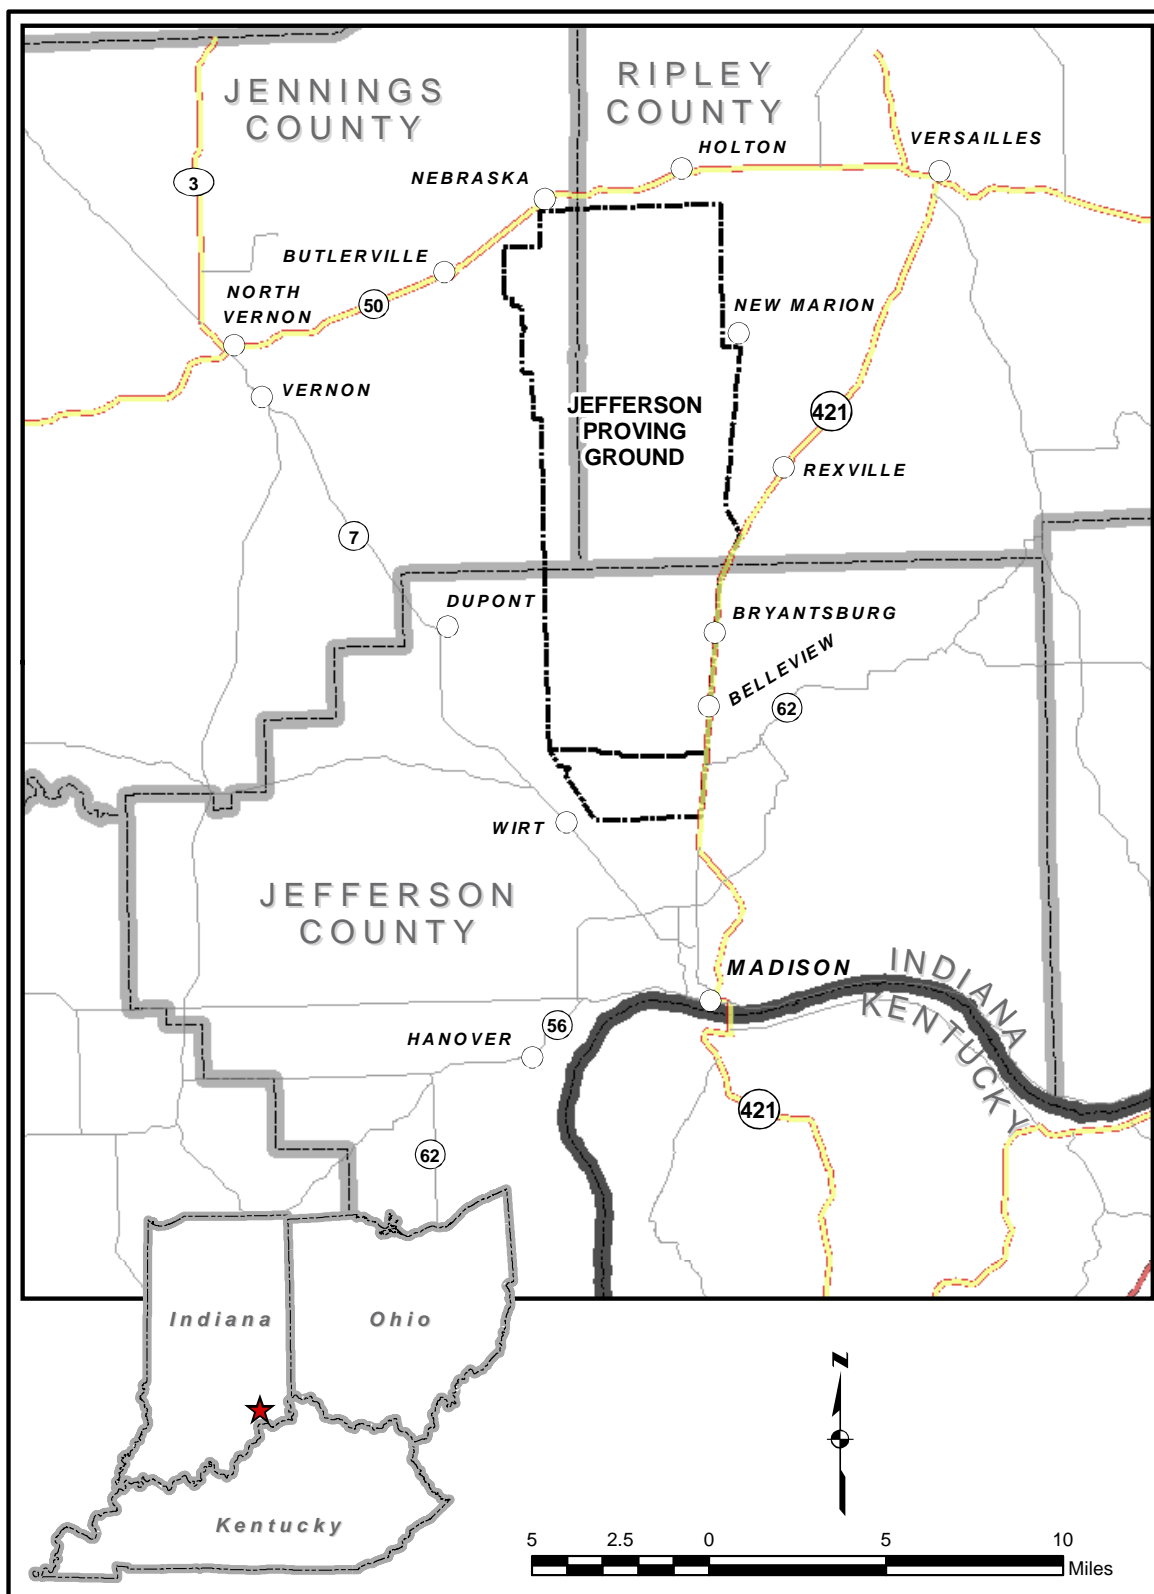 JENNINGS
COUNTY
RIPLEY
COUNTY
HOLTON
VERSAILLES
NEBRASKA
3
BUTLERVILLE
NORTH
VERNON
50
NEW MARION
VERNON
JEFFERSON
PROVING
GROUND
421
REXVILLE
7
DUPONT
BRYANTSBURG
BELLEVIEW
62
WIRT
JEFFERSON
COUNTY
MADISON
INDIANA
KENTUCKY
HANOVER
56
421
62
Indiana
Ohio
Kentucky
N
5 2.5 0 5 10
Miles